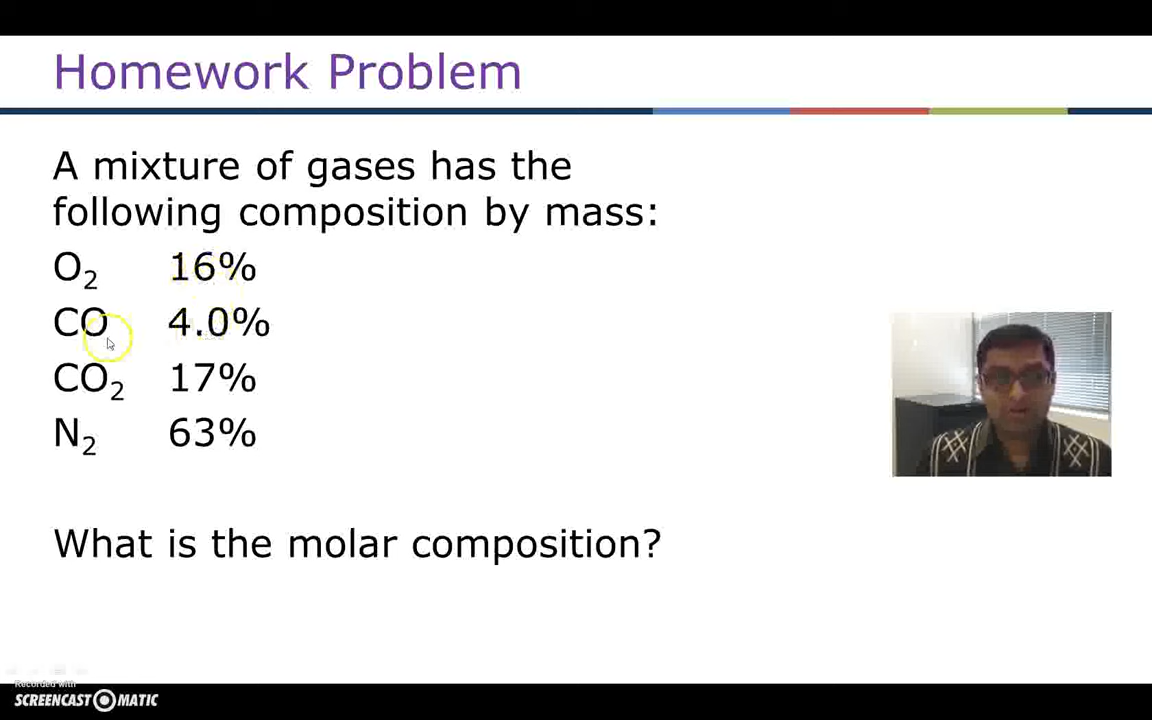 Homework Problem
A mixture of gases has the
following composition by mass:
O₂ 16%
CO 4.0%
CO₂ 17%
N₂ 63%
What is the molar composition?
Recorded with
SCREENCAST MATIC